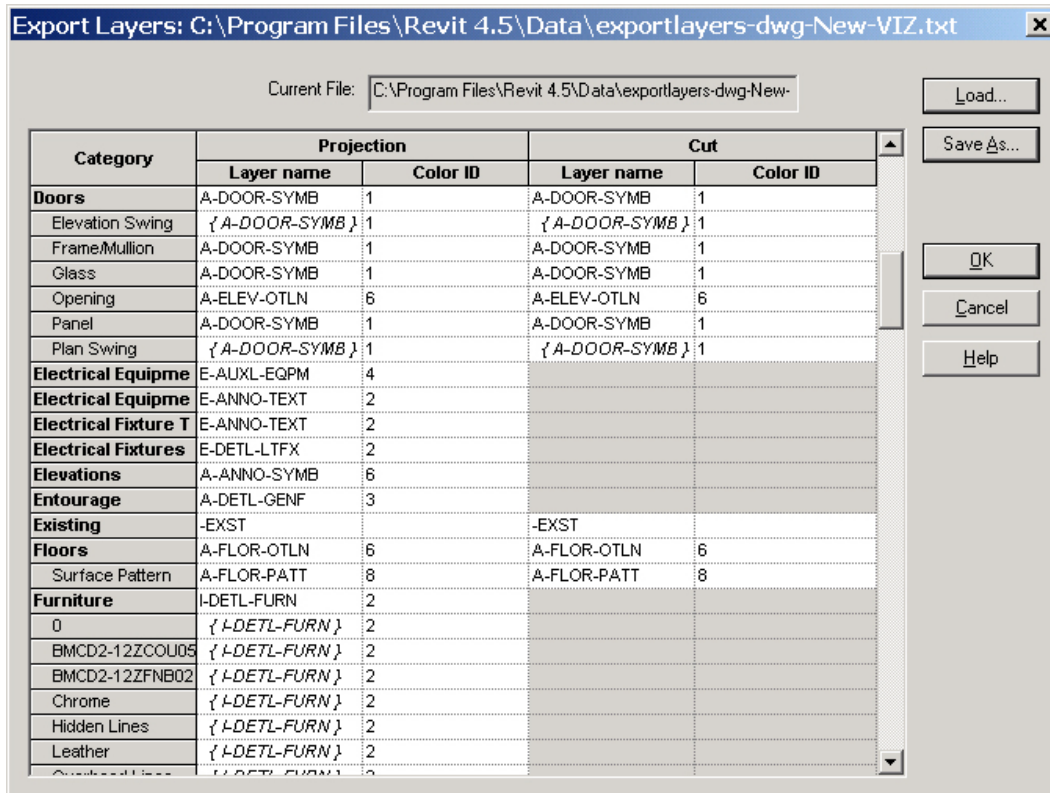 Export Layers: C:\Program Files\Revit 4.5\Data\exportlayers-dwg-New-VIZ.txt
Current File: C:\Program Files\Revit 4.5\Data\exportlayers-dwg-New-
Load...
Save As...
Category Projection Cut
Layer name Color ID Layer name Color ID
Doors A-DOOR-SYMB 1 A-DOOR-SYMB 1
Elevation Swing { A-DOOR-SYMB } 1 { A-DOOR-SYMB } 1
Frame/Mullion A-DOOR-SYMB 1 A-DOOR-SYMB 1
Glass A-DOOR-SYMB 1 A-DOOR-SYMB 1
Opening A-ELEV-OTLN 6 A-ELEV-OTLN 6
Panel A-DOOR-SYMB 1 A-DOOR-SYMB 1
Plan Swing { A-DOOR-SYMB } 1 { A-DOOR-SYMB } 1
Electrical Equipme E-AUXL-EQPM 4
Electrical Equipme E-ANNO-TEXT 2
Electrical Fixture T E-ANNO-TEXT 2
Electrical Fixtures E-DETL-LTFX 2
Elevations A-ANNO-SYMB 6
Entourage A-DETL-GENF 3
Existing -EXST -EXST
Floors A-FLOR-OTLN 6 A-FLOR-OTLN 6
Surface Pattern A-FLOR-PATT 8 A-FLOR-PATT 8
Furniture I-DETL-FURN 2
0 { I-DETL-FURN } 2
BMCD2-12ZCOU05 { I-DETL-FURN } 2
BMCD2-12ZFNB02 { I-DETL-FURN } 2
Chrome { I-DETL-FURN } 2
Hidden Lines { I-DETL-FURN } 2
Leather { I-DETL-FURN } 2
OK
Cancel
Help